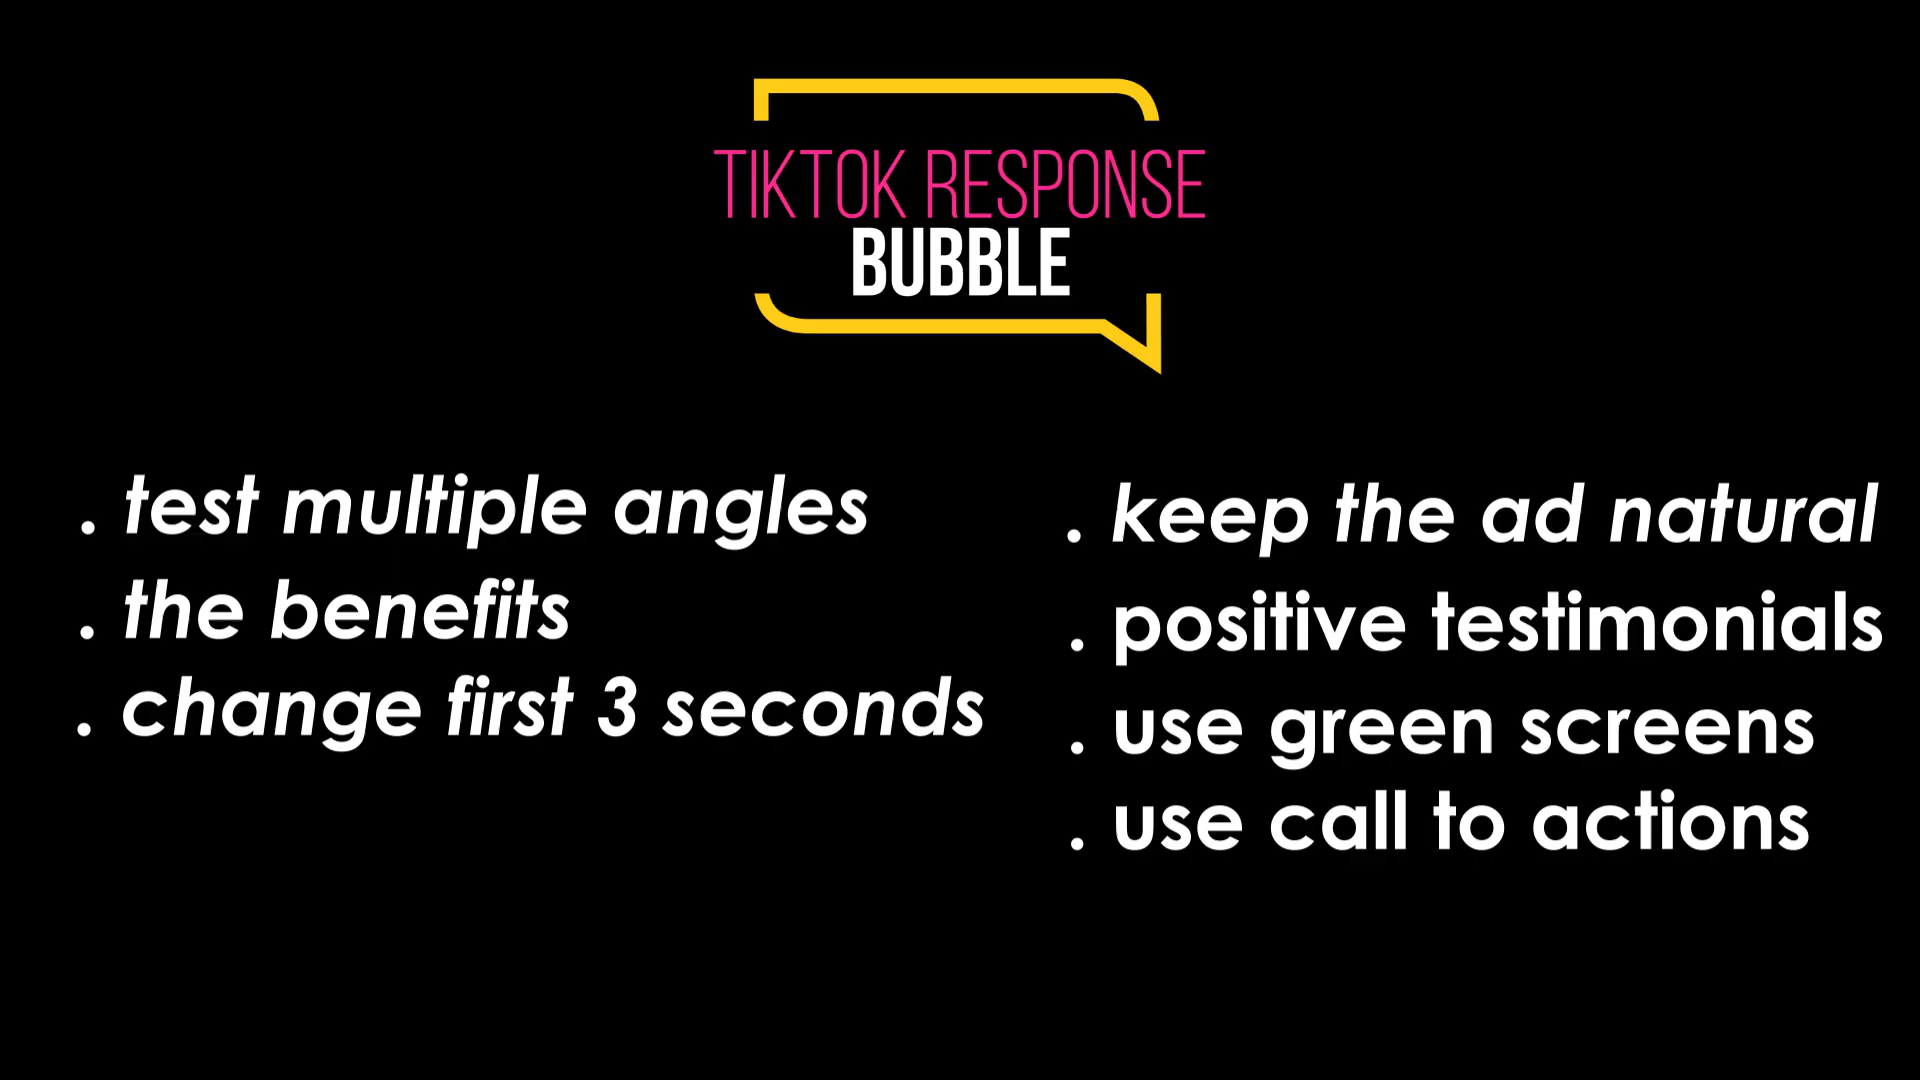 TIKTOK RESPONSE
BUBBLE
. test multiple angles
. the benefits
. change first 3 seconds
. keep the ad natural
. positive testimonials
. use green screens
. use call to actions